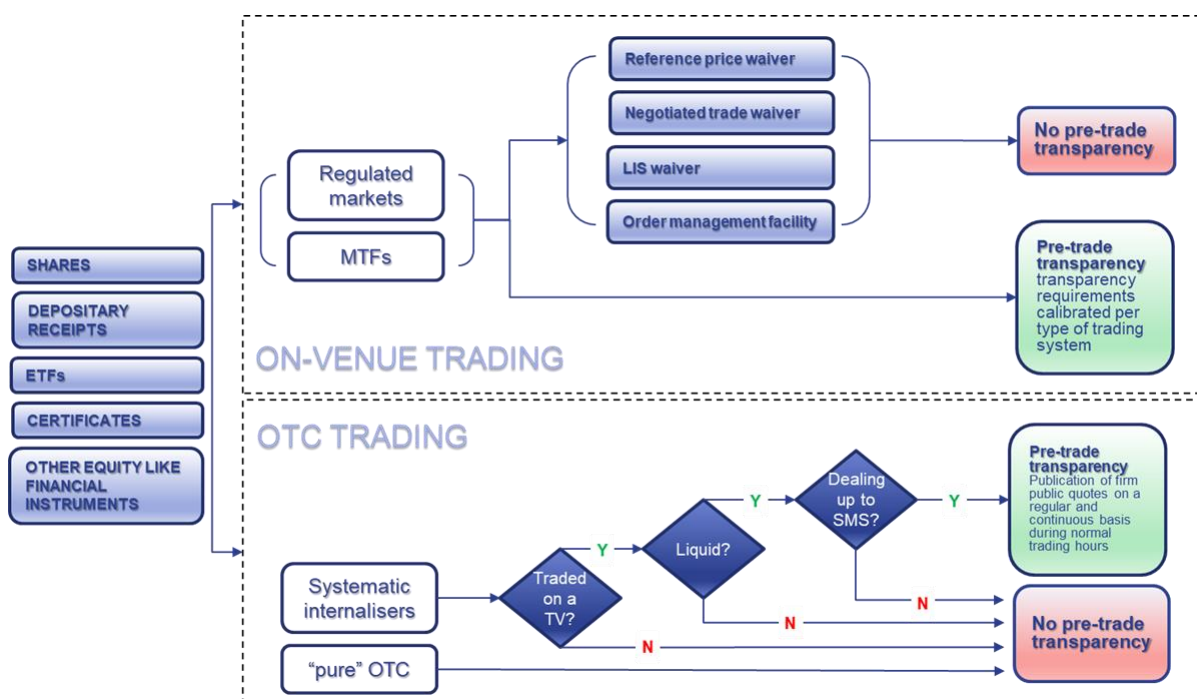 SHARES
DEPOSITARY
RECEIPTS
ETFs
CERTIFICATES
OTHER EQUITY LIKE
FINANCIAL
INSTRUMENTS
Regulated
markets
MTFs
Reference price waiver
Negotiated trade waiver
LIS waiver
Order management facility
No pre-trade
transparency
Pre-trade
transparency
transparency
requirements
calibrated per
type of trading
system
ON-VENUE TRADING
OTC TRADING
Systematic
internalisers
"pure" OTC
Traded
on a
TV?
Y
N
Liquid?
Y
N
Dealing
up to
SMS?
Y
N
Pre-trade
transparency
Publication of firm
public quotes on a
regular and
continuous basis
during normal
trading hours
No pre-trade
transparency